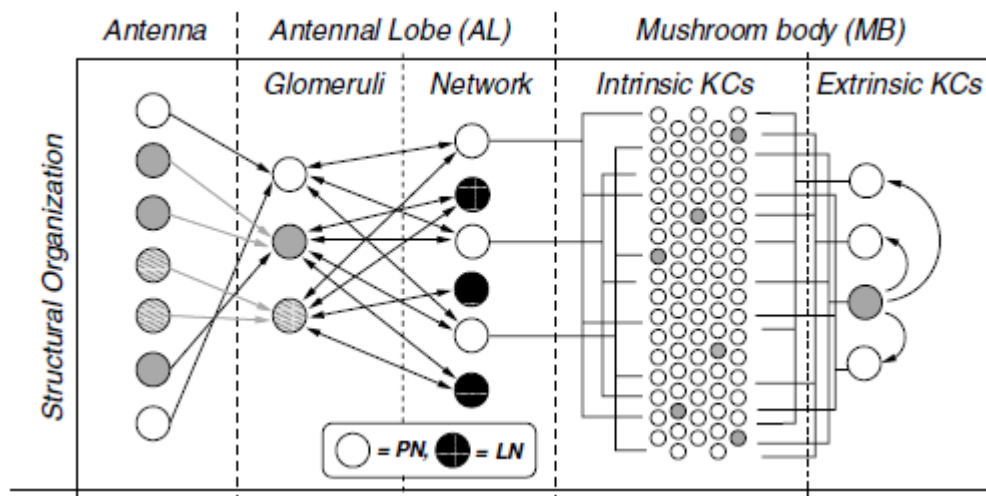 Antenna
Antennal Lobe (AL)
Mushroom body (MB)
Glomeruli
Network
Intrinsic KCs
Extrinsic KCs
Structural Organization
= PN, = LN